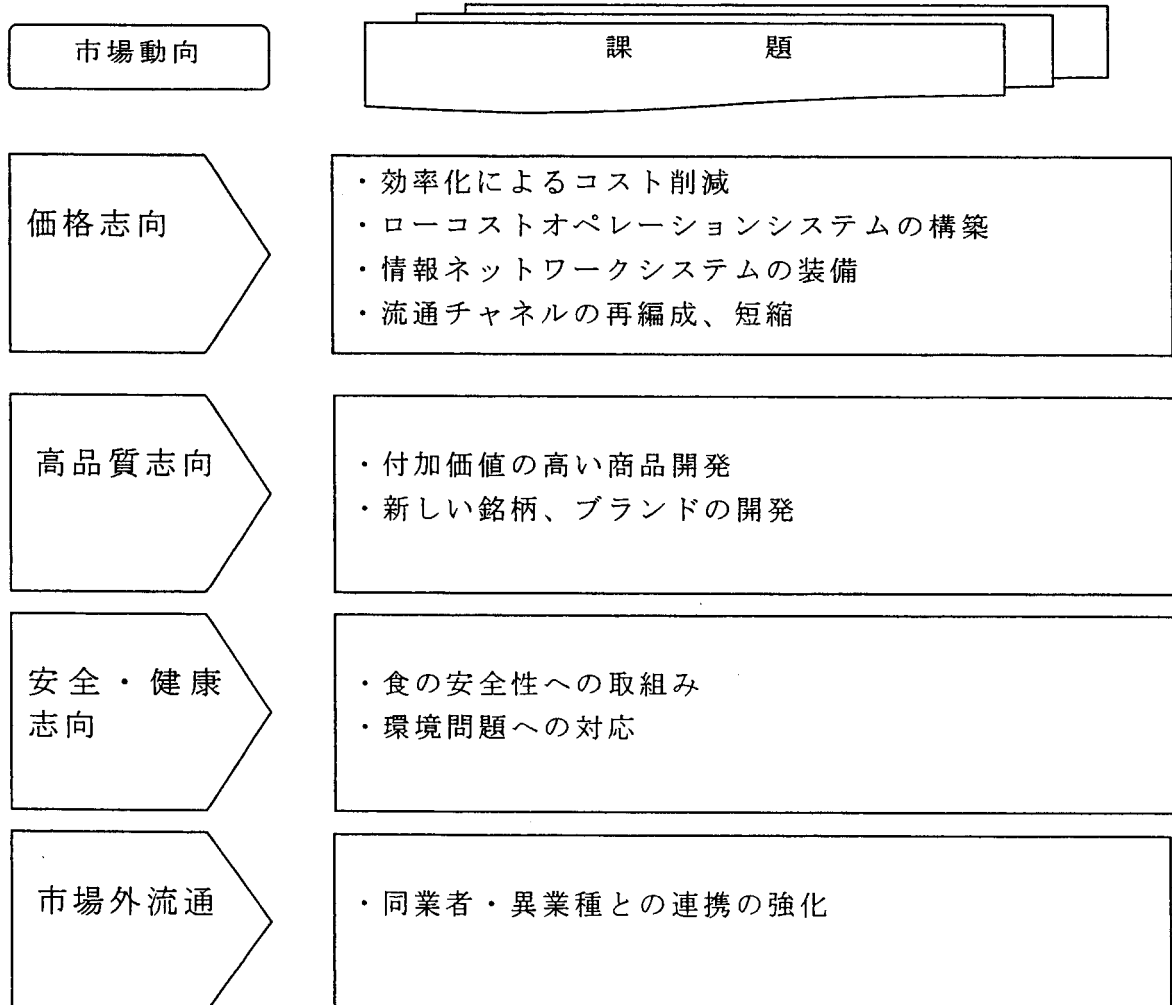 市場動向
課 題
価格志向
・効率化によるコスト削減
・ローコストオペレーションシステムの構築
・情報ネットワークシステムの装備
・流通チャネルの再編成、短縮
高品質志向
・付加価値の高い商品開発
・新しい銘柄、ブランドの開発
安全・健康
志向
・食の安全性への取組み
・環境問題への対応
市場外流通
・同業者・異業種との連携の強化